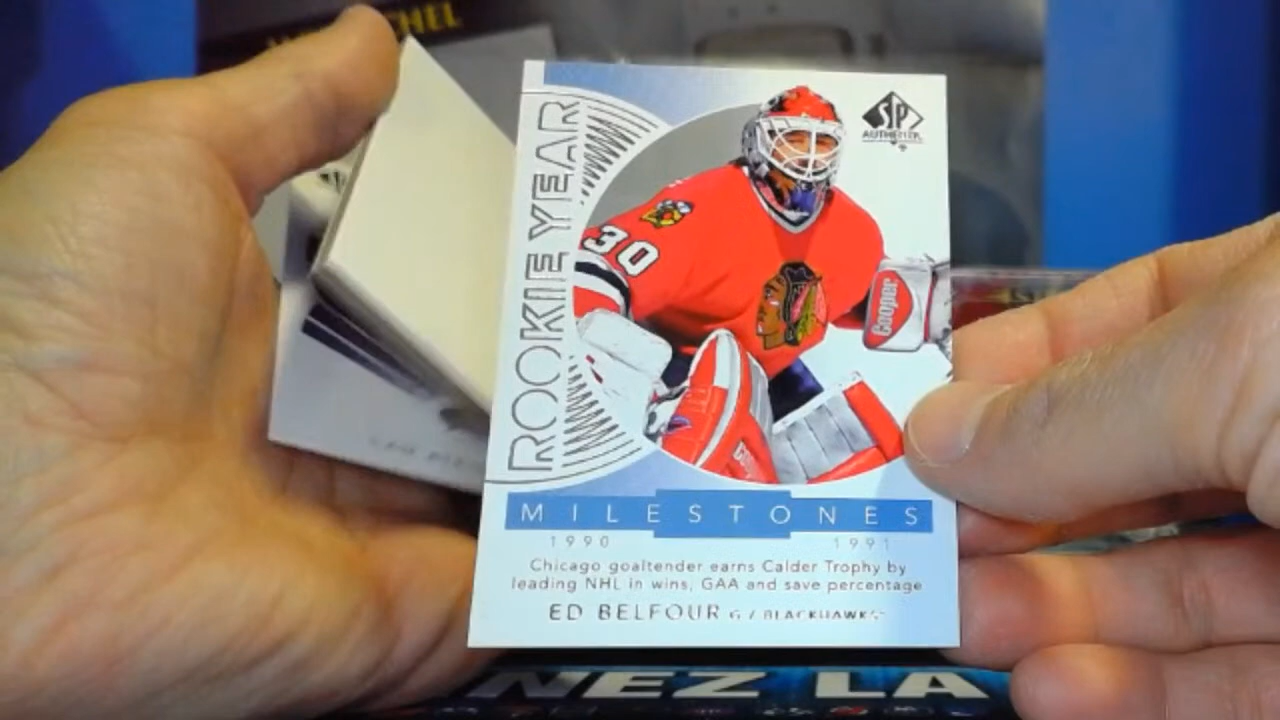 SP
AUTHENTIC
ROOKIE YEAR
30
Cooper
MILESTONES
1990 1991
Chicago goaltender earns Calder Trophy by
leading NHL in wins, GAA and save percentage
ED BELFOUR G / BLACKHAWKS
NEZ LA